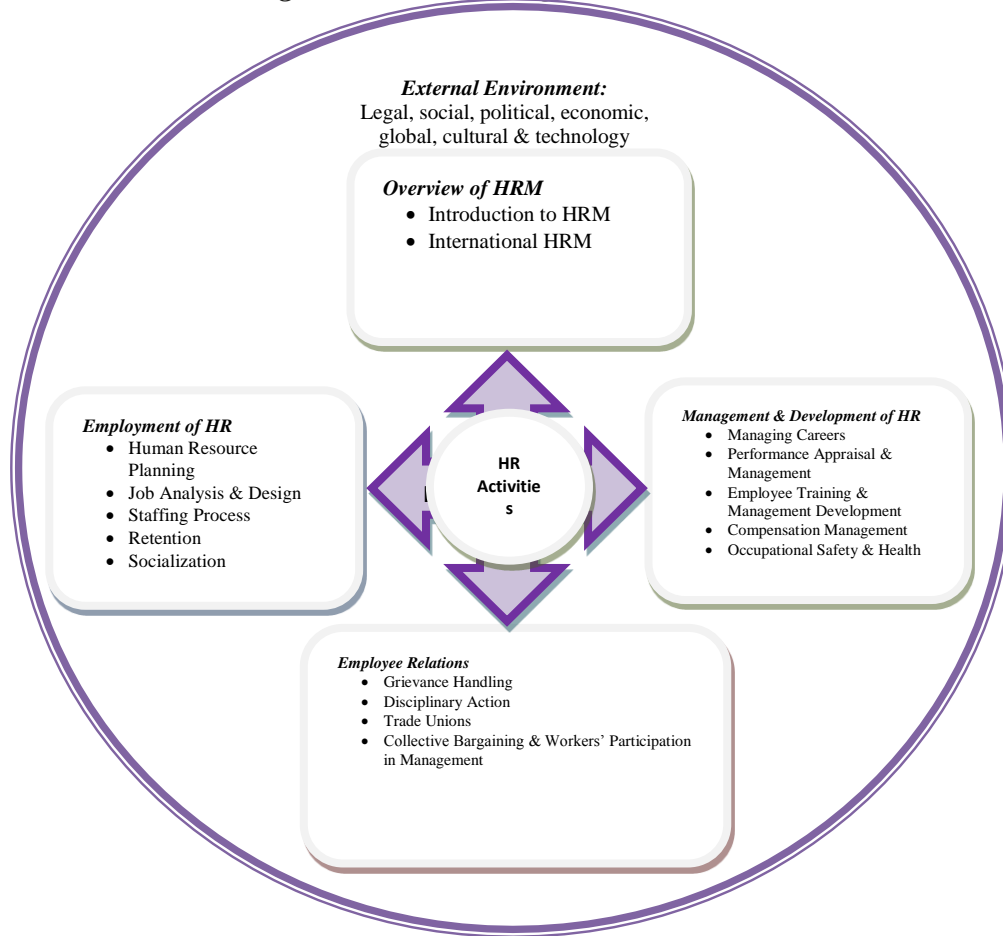 External Environment:
Legal, social, political, economic,
global, cultural & technology
Overview of HRM
• Introduction to HRM
• International HRM
Employment of HR
• Human Resource
Planning
• Job Analysis & Design
• Staffing Process
• Retention
• Socialization
HR
Activitie
s
Management & Development of HR
• Managing Careers
• Performance Appraisal &
Management
• Employee Training &
Management Development
• Compensation Management
• Occupational Safety & Health
Employee Relations
• Grievance Handling
• Disciplinary Action
• Trade Unions
• Collective Bargaining & Workers’ Participation
in Management